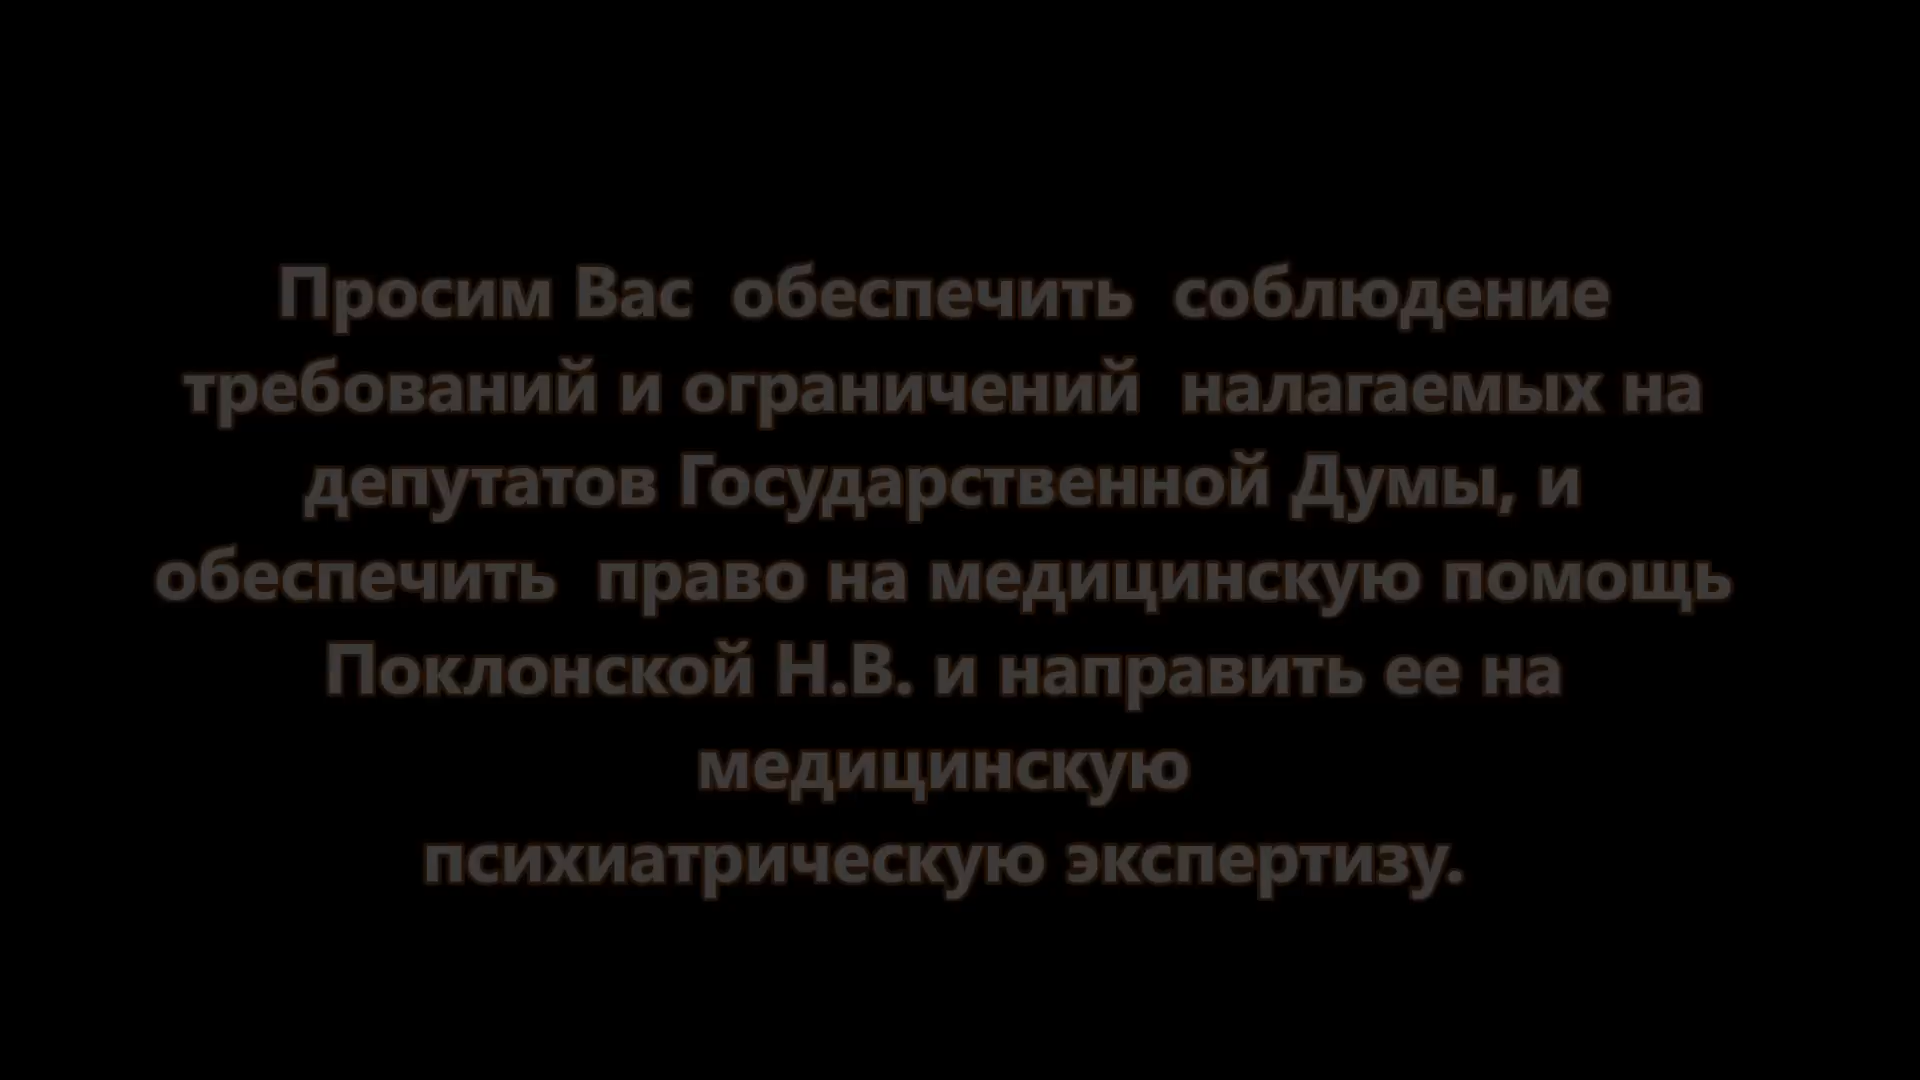 Просим Вас  обеспечить  соблюдение
требований и ограничений  налагаемых на
депутатов Государственной Думы, и
обеспечить  право на медицинскую помощь
Поклонской Н.В. и направить ее на
медицинскую
психиатрическую экспертизу.